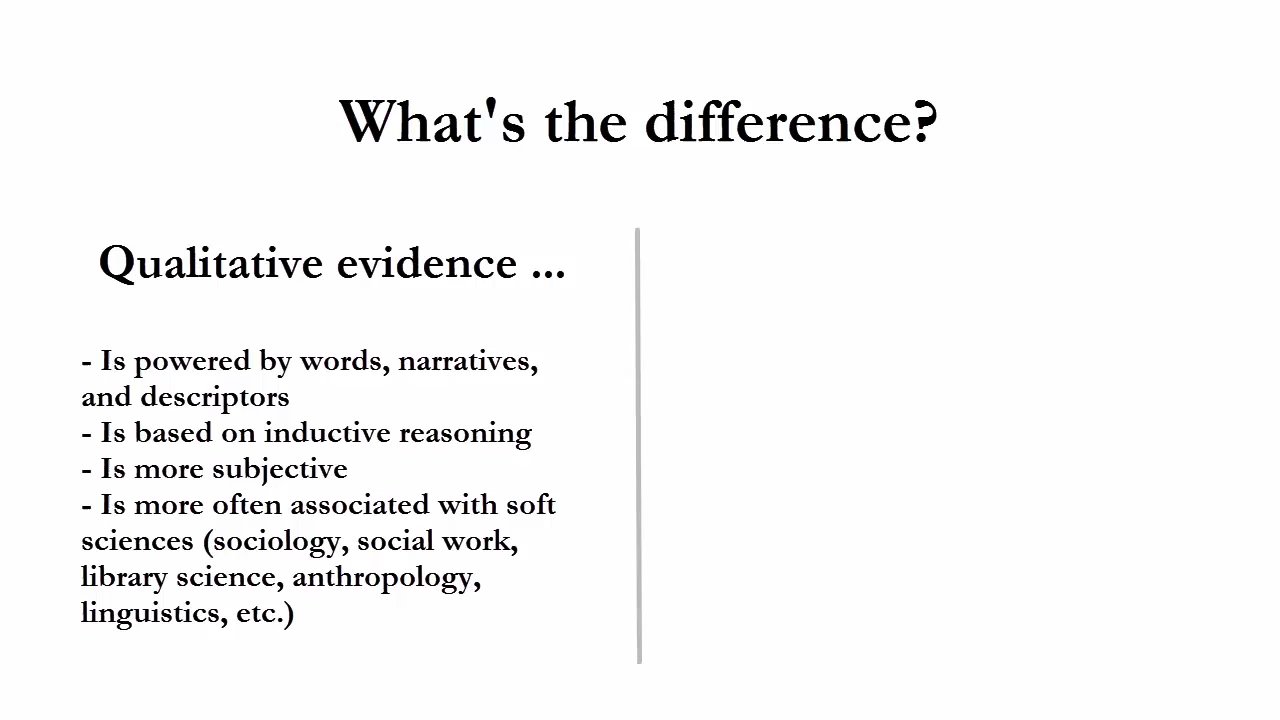 What's the difference?
Qualitative evidence ...
- Is powered by words, narratives,
and descriptors
- Is based on inductive reasoning
- Is more subjective
- Is more often associated with soft
sciences (sociology, social work,
library science, anthropology,
linguistics, etc.)